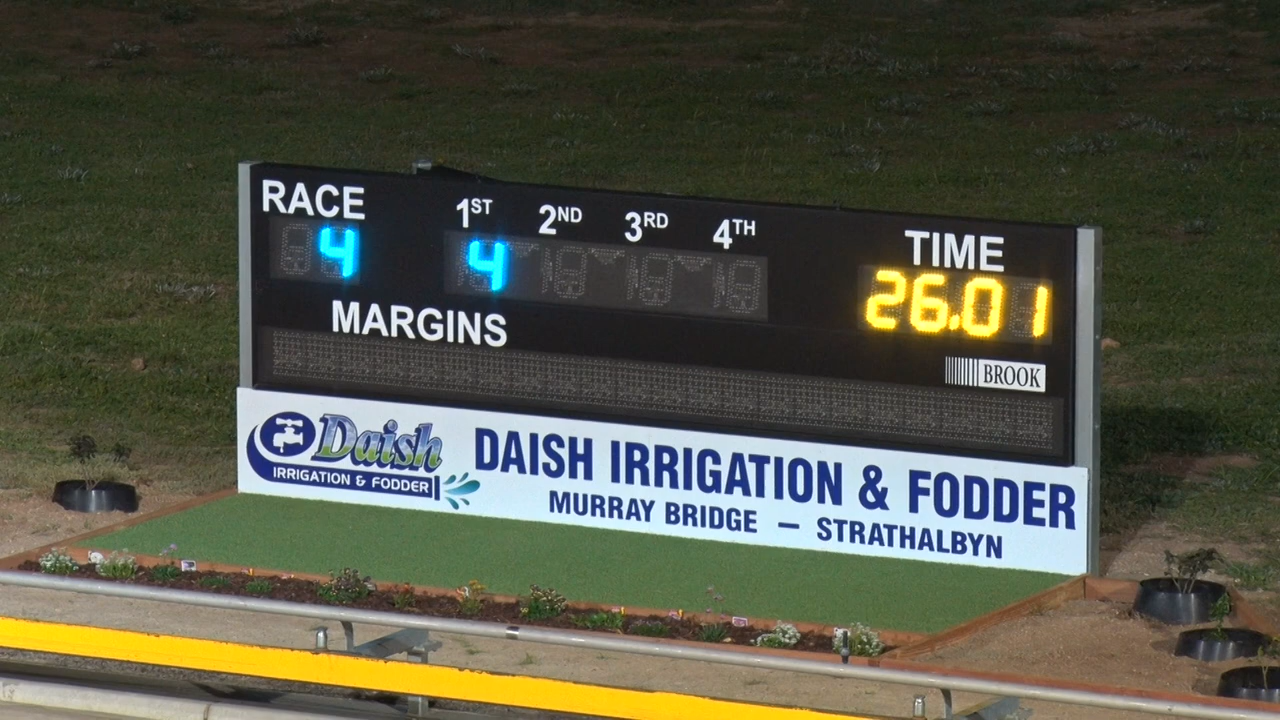 RACE 1ST 2ND 3RD 4TH TIME
4 4 26.01
MARGINS
BROOK
Daish
IRRIGATION & FODDER
DAISH IRRIGATION & FODDER
MURRAY BRIDGE – STRATHALBYN